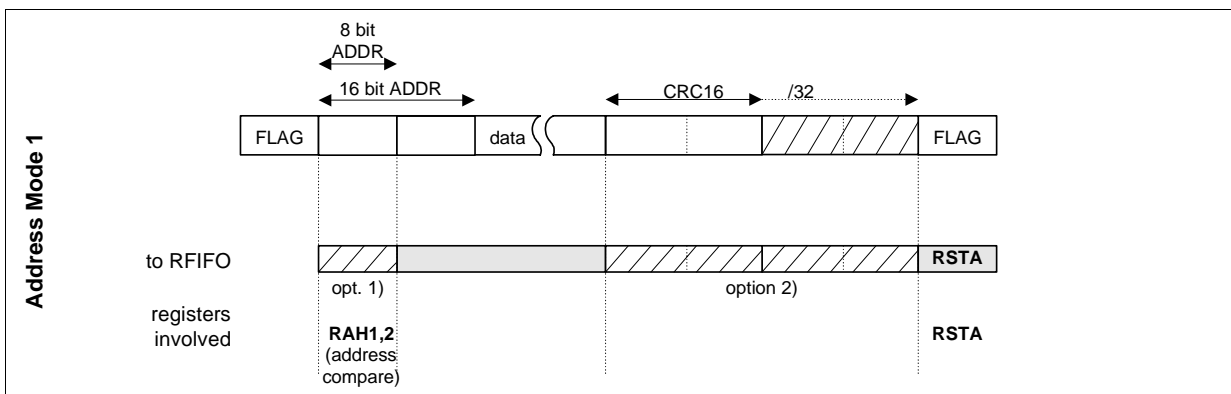 Address Mode 1
8 bit
ADDR
16 bit ADDR
CRC16 /32
FLAG data FLAG
to RFIFO RSTA
opt. 1) option 2)
registers
involved
RAH1,2 RSTA
(address
compare)